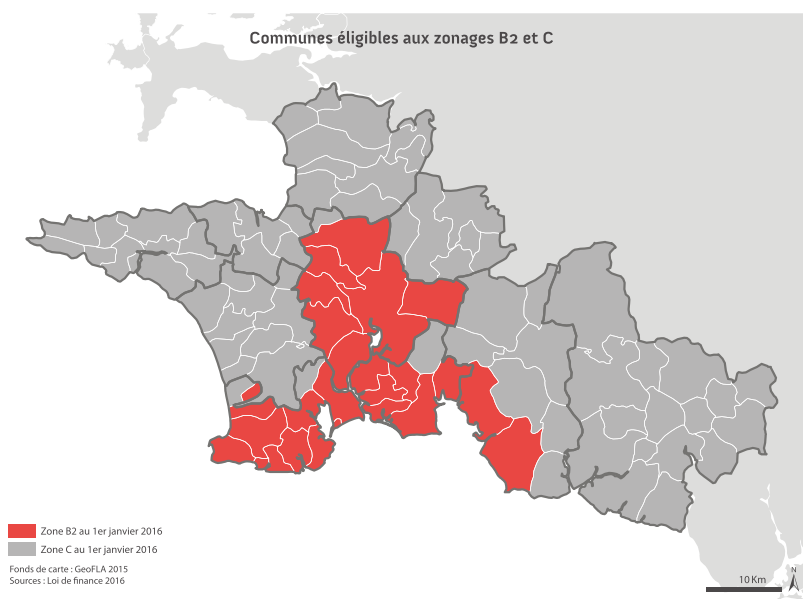 Communes éligibles aux zonages B2 et C
Zone B2 au 1er janvier 2016
Zone C au 1er janvier 2016
Fonds de carte : GeoFLA 2015
Sources : Loi de finance 2016
10 Km
N